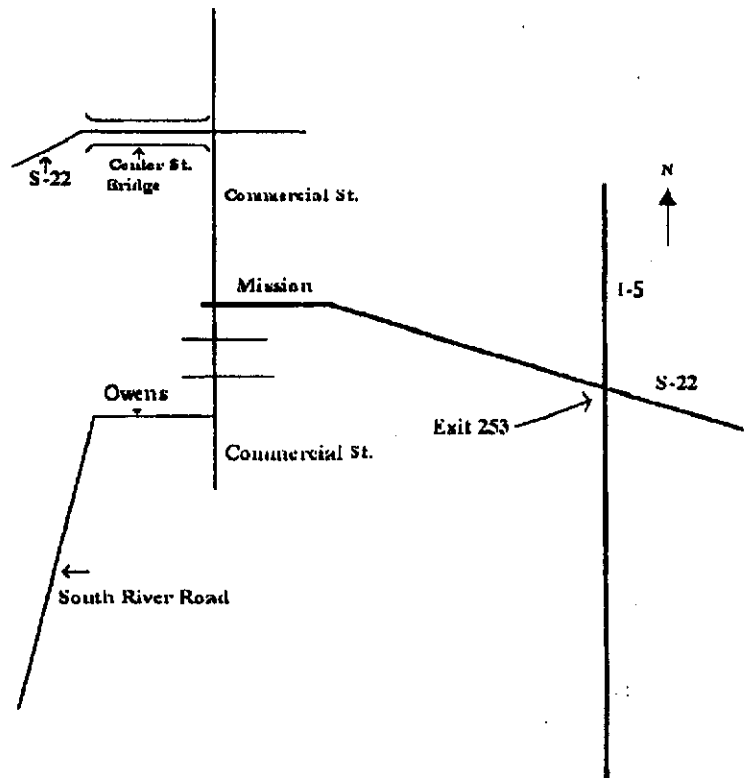 N
S-22
Center St.
Bridge
Commercial St.
Mission
I-5
S-22
Owens
Exit 253
Commercial St.
South River Road